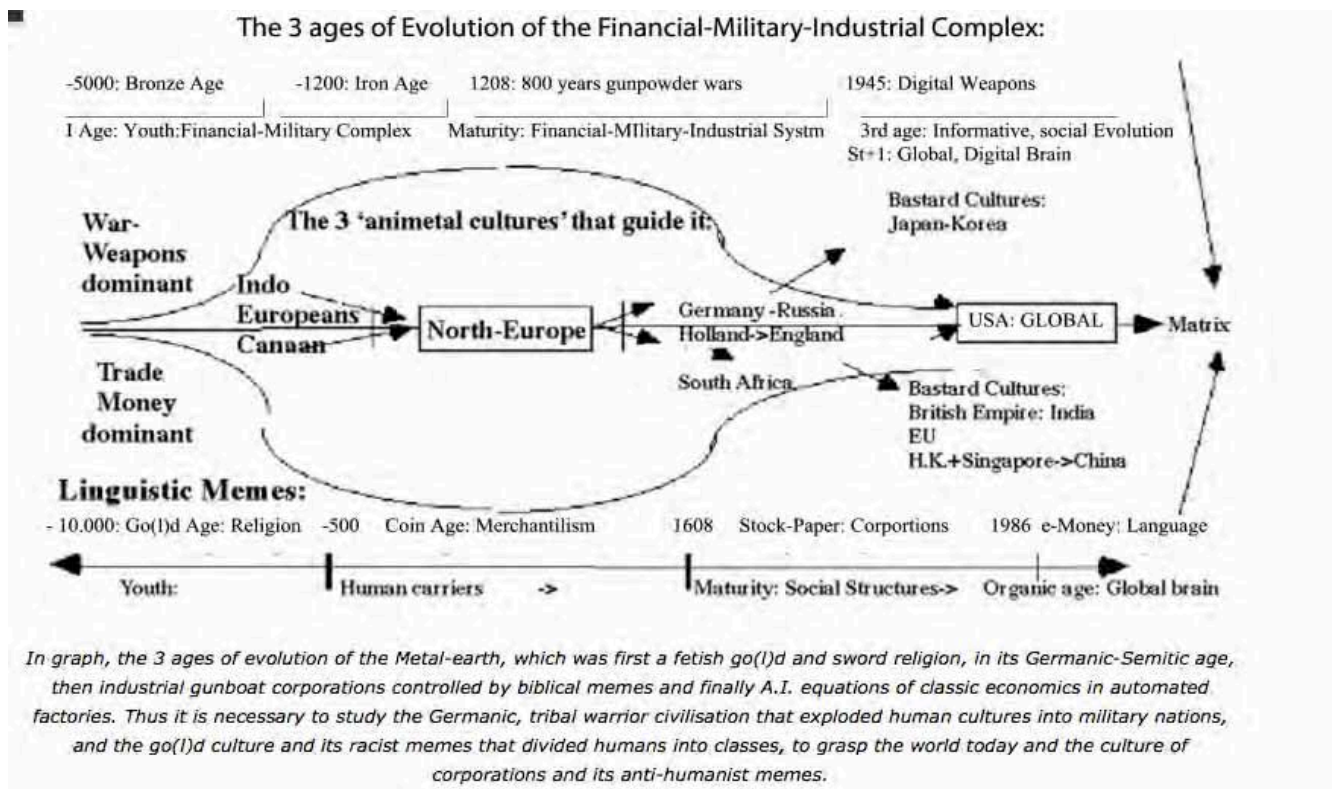 The 3 ages of Evolution of the Financial-Military-Industrial Complex:
-5000: Bronze Age
-1200: Iron Age
1208: 800 years gunpowder wars
1945: Digital Weapons
I Age: Youth:Financial-Military Complex
Maturity: Financial-MIlitary-Industrial Systm
3rd age: Informative, social Evolution
St+1: Global, Digital Brain
Bastard Cultures:
Japan-Korea
The 3 'animetal cultures' that guide it:
War-
Weapons
dominant
Indo
Europeans
Canaan
North-Europe
Germany -Russia
Holland->England
South Africa
USA: GLOBAL
Matrix
Trade
Money
dominant
Bastard Cultures:
British Empire: India
EU
H.K.+Singapore->China
Linguistic Memes:
- 10.000: Go(l)d Age: Religion
-500
Coin Age: Merchantilism
1608
Stock-Paper: Corportions
1986
e-Money: Language
Youth:
Human carriers ->
Maturity: Social Structures->
Organic age: Global brain
In graph, the 3 ages of evolution of the Metal-earth, which was first a fetish go(l)d and sword religion, in its Germanic-Semitic age,
then industrial gunboat corporations controlled by biblical memes and finally A.I. equations of classic economics in automated
factories. Thus it is necessary to study the Germanic, tribal warrior civilisation that exploded human cultures into military nations,
and the go(l)d culture and its racist memes that divided humans into classes, to grasp the world today and the culture of
corporations and its anti-humanist memes.